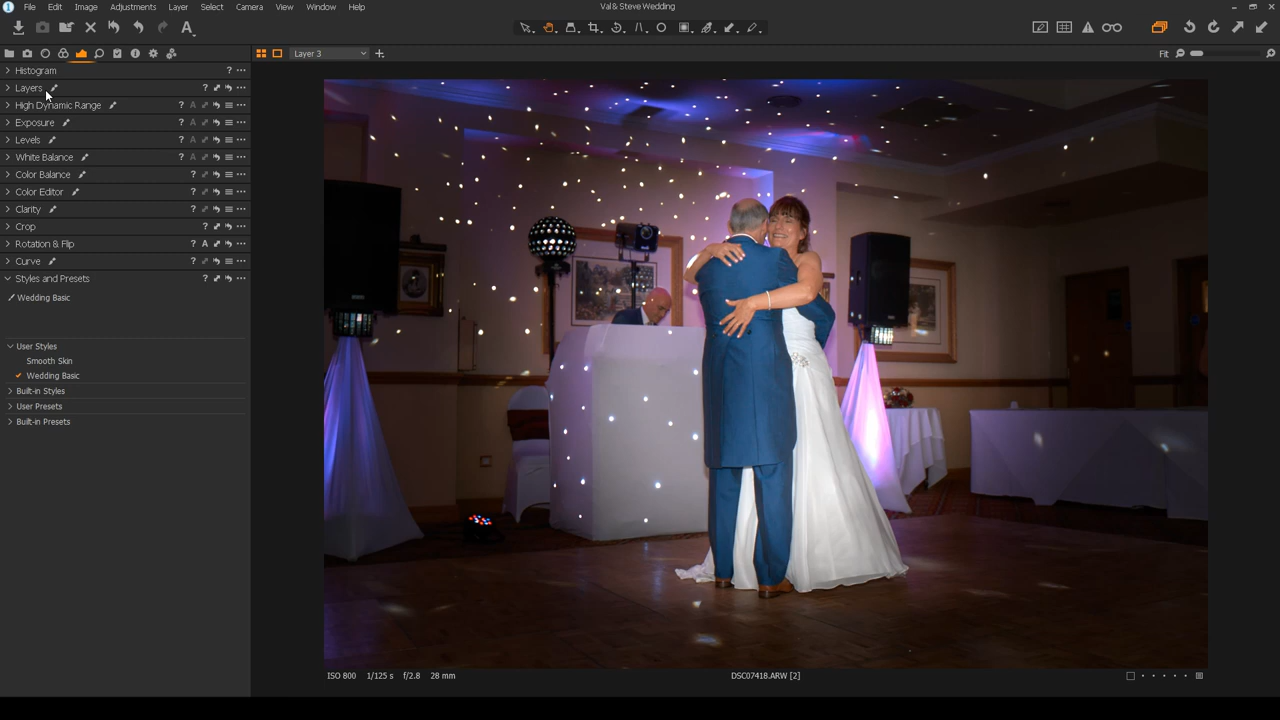 File Edit Image Adjustments Layer Select Camera View Window Help
Val & Steve Wedding
Layer 3
Fit
Histogram
Layers
High Dynamic Range
Exposure
Levels
White Balance
Color Balance
Color Editor
Clarity
Crop
Rotation & Flip
Curve
Styles and Presets
Wedding Basic
User Styles
Smooth Skin
Wedding Basic
Built-in Styles
User Presets
Built-in Presets
ISO 800 1/125 s f/2.8 28 mm
DSC07418.ARW [2]